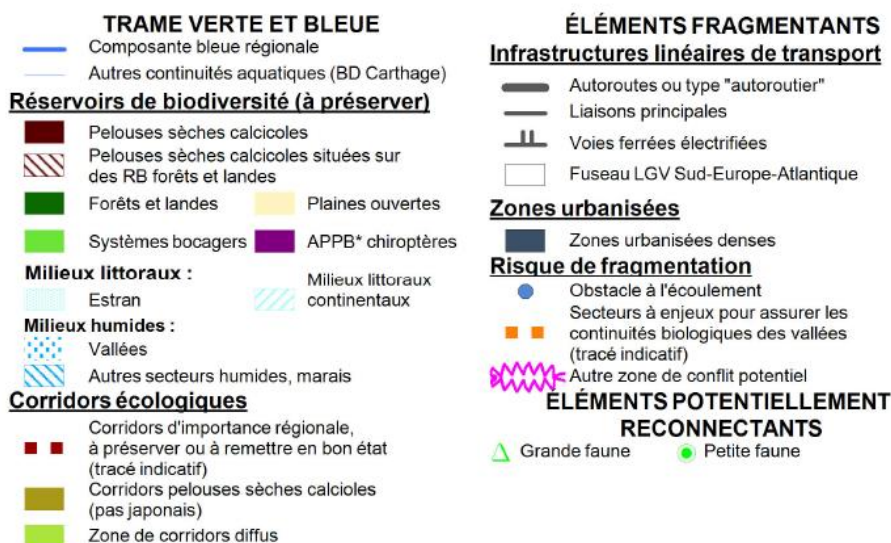 TRAME VERTE ET BLEUE
Composante bleue régionale
Autres continuités aquatiques (BD Carthage)
Réservoirs de biodiversité (à préserver)
Pelouses sèches calcicoles
Pelouses sèches calcicoles situées sur
des RB forêts et landes
Forêts et landes
Plaines ouvertes
Systèmes bocagers
APPB* chiroptères
Milieux littoraux :
Estran
Milieux littoraux
continentaux
Milieux humides :
Vallées
Autres secteurs humides, marais
Corridors écologiques
Corridors d'importance régionale,
à préserver ou à remettre en bon état
(tracé indicatif)
Corridors pelouses sèches calcioles
(pas japonais)
Zone de corridors diffus
ÉLÉMENTS FRAGMENTANTS
Infrastructures linéaires de transport
Autoroutes ou type "autoroutier"
Liaisons principales
Voies ferrées électrifiées
Fuseau LGV Sud-Europe-Atlantique
Zones urbanisées
Zones urbanisées denses
Risque de fragmentation
Obstacle à l'écoulement
Secteurs à enjeux pour assurer les
continuités biologiques des vallées
(tracé indicatif)
Autre zone de conflit potentiel
ÉLÉMENTS POTENTIELLEMENT
RECONNECTANTS
Grande faune
Petite faune